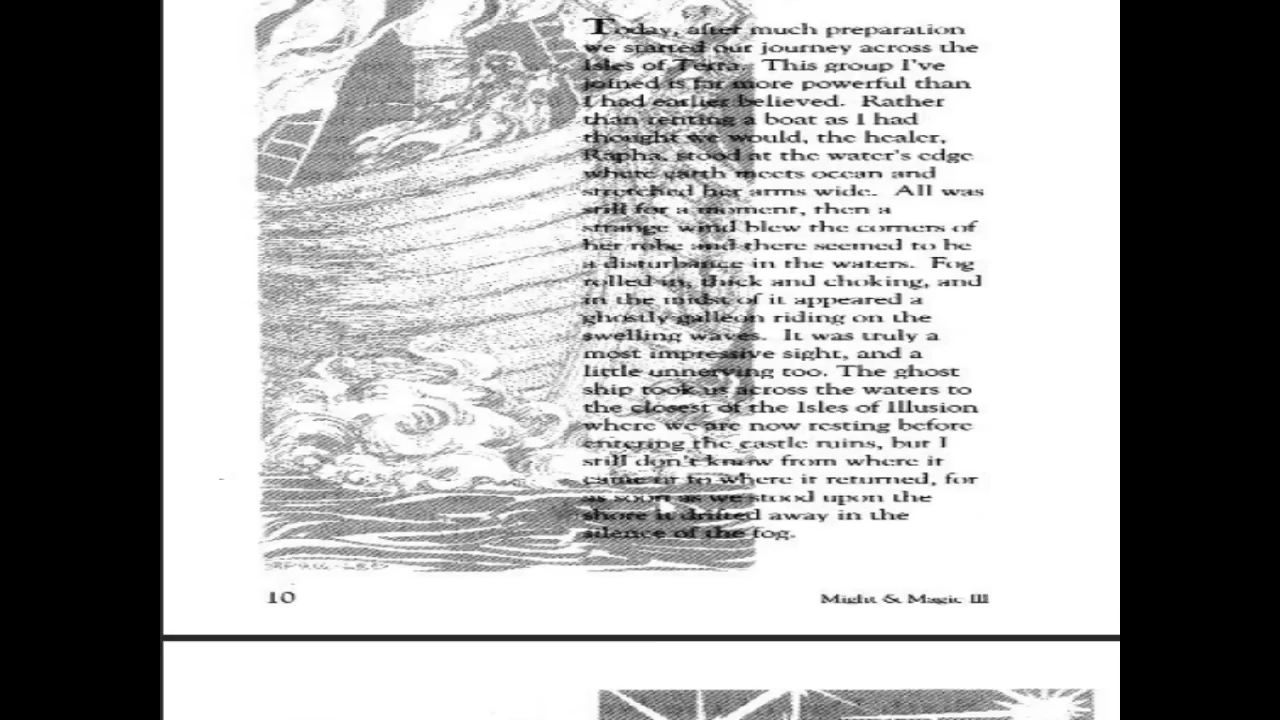 Today, after much preparation
we started our journey across the
Isles of Terra. This group I've
joined is far more powerful than
I had earlier believed. Rather
than renting a boat as I had
thought we would, the healer,
Rapha, stood at the water's edge
where earth meets ocean and
stretched her arms wide. All was
still for a moment, then a
strange wind blew the corners of
her robe and there seemed to be
a disturbance in the waters. Fog
rolled in, thick and choking, and
in the midst of it appeared a
ghostly galleon riding on the
swelling waves. It was truly a
most impressive sight, and a
little unnerving too. The ghost
ship took us across the waters to
the closest of the Isles of Illusion
where we are now resting before
entering the castle ruins, but I
still don't know from where it
came or to where it returned, for
as soon as we stood upon the
shore it drifted away in the
silence of the fog.
10
Might & Magic III